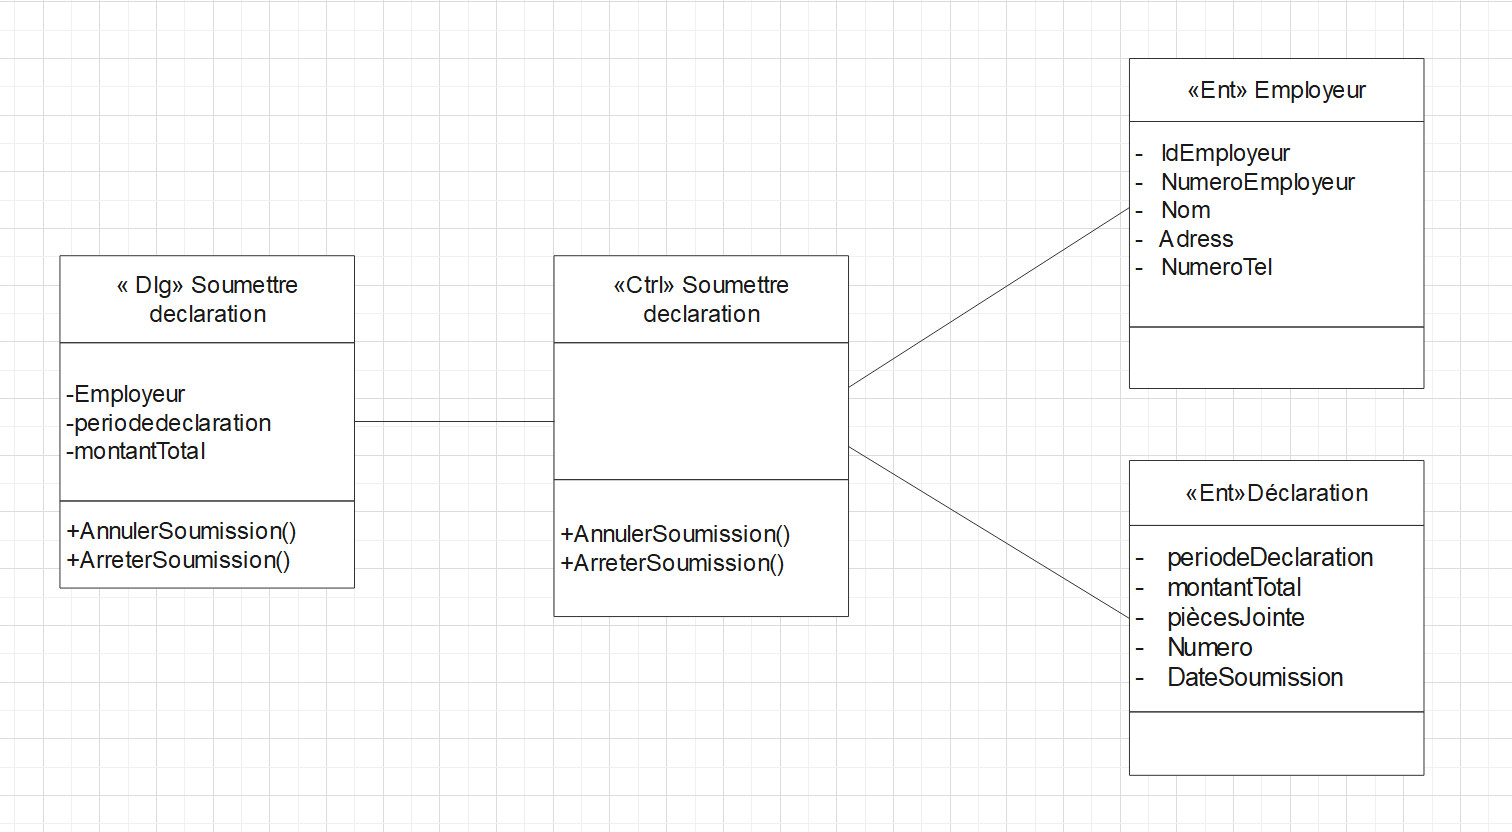 « Dlg» Soumettre
declaration
-Employeur
-periodedeclaration
-montantTotal
+AnnulerSoumission()
+ArreterSoumission()
«Ctrl» Soumettre
declaration
+AnnulerSoumission()
+ArreterSoumission()
«Ent» Employeur
- IdEmployeur
- NumeroEmployeur
- Nom
- Adress
- NumeroTel
«Ent»Déclaration
- periodeDeclaration
- montantTotal
- piècesJointe
- Numero
- DateSoumission